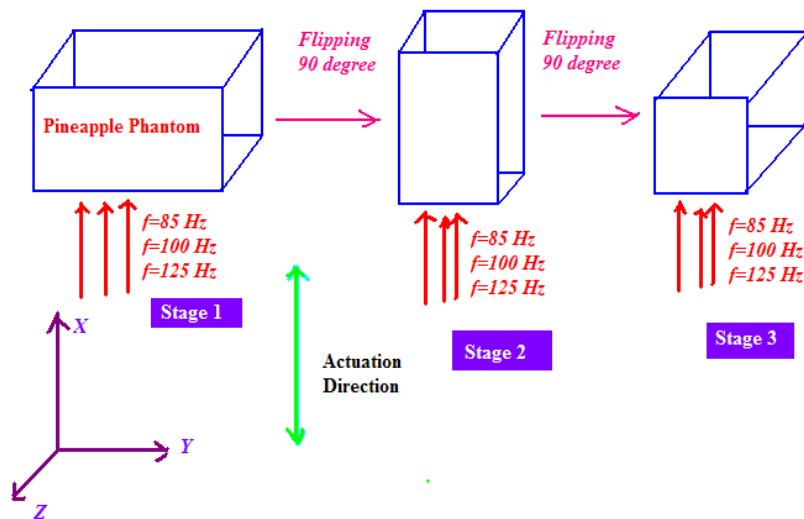 Flipping
90 degree
Flipping
90 degree
Pineapple Phantom
f=85 Hz
f=100 Hz
f=125 Hz
f=85 Hz
f=100 Hz
f=125 Hz
f=85 Hz
f=100 Hz
f=125 Hz
Stage 1
Stage 2
Stage 3
X
Actuation
Direction
Y
Z